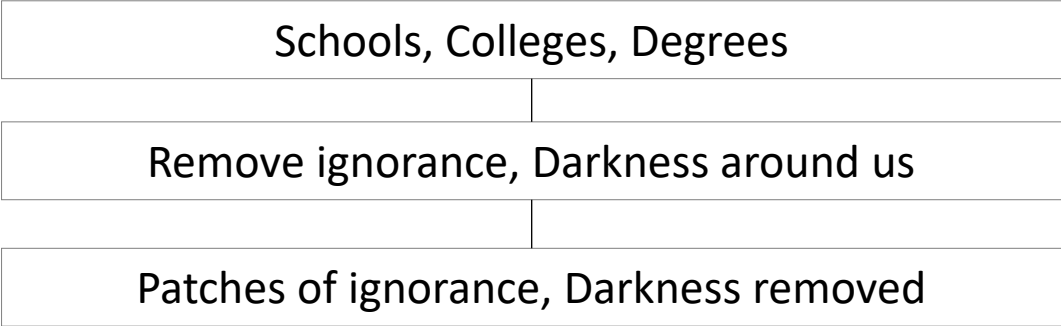 Schools, Colleges, Degrees
Remove ignorance, Darkness around us
Patches of ignorance, Darkness removed